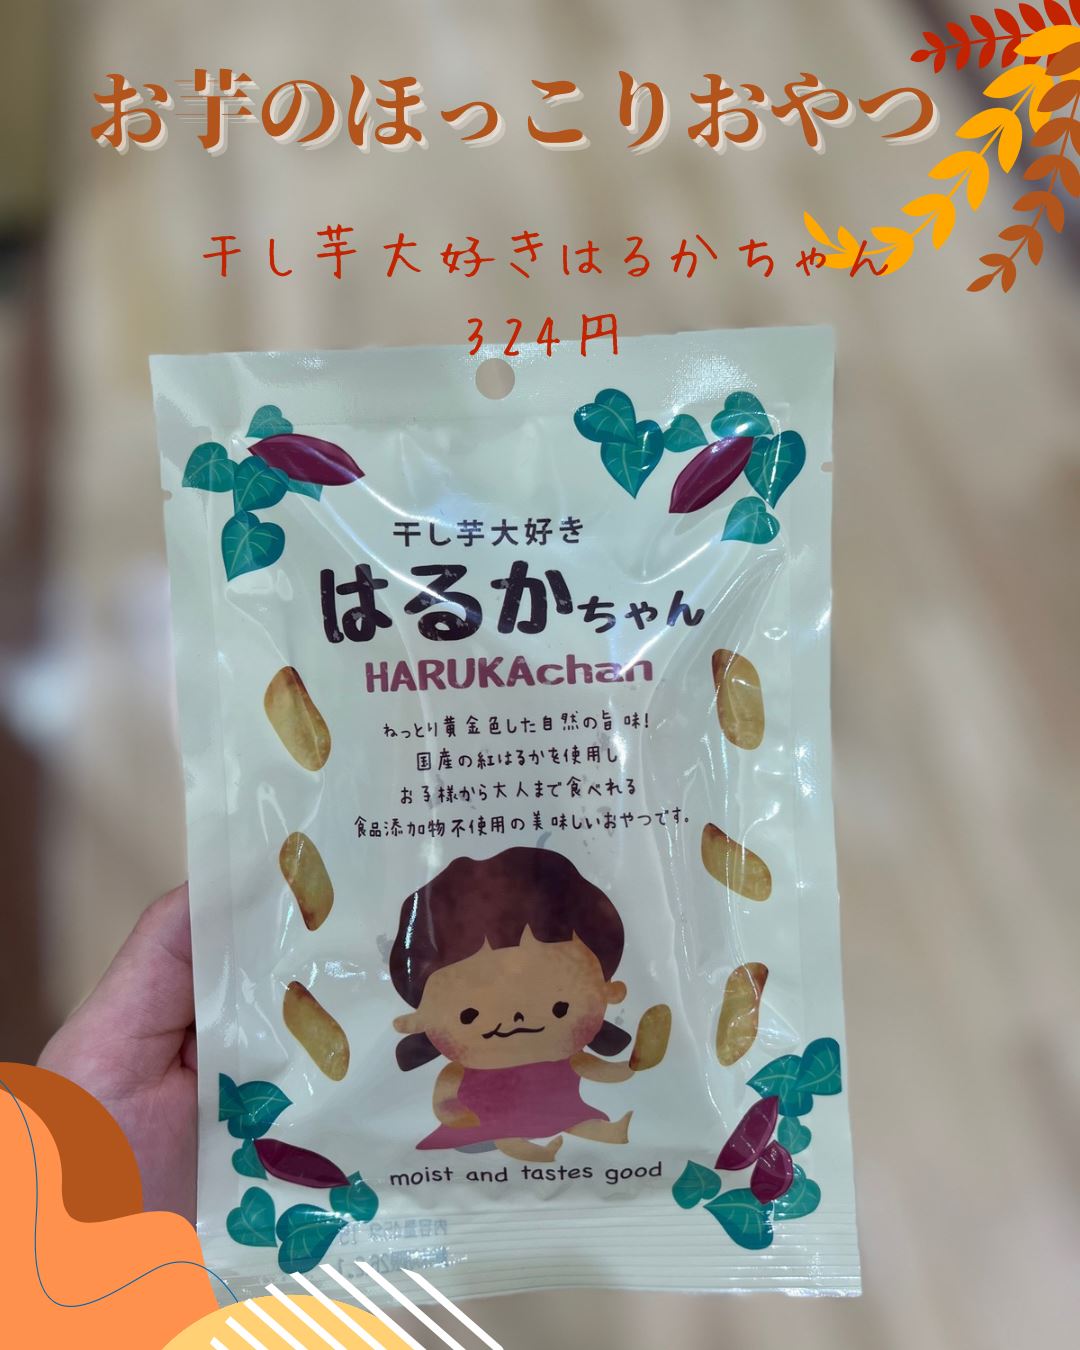 お芋のほっこりおやつ
干し芋大好きはるかちゃん
324円
干し芋大好き
はるかちゃん
HARUKAchan
ねっとり黄金色した自然の旨味!
国産の紅はるかを使用し
お子様から大人まで食べれる
食品添加物不使用の美味しいおやつです。
moist and tastes good